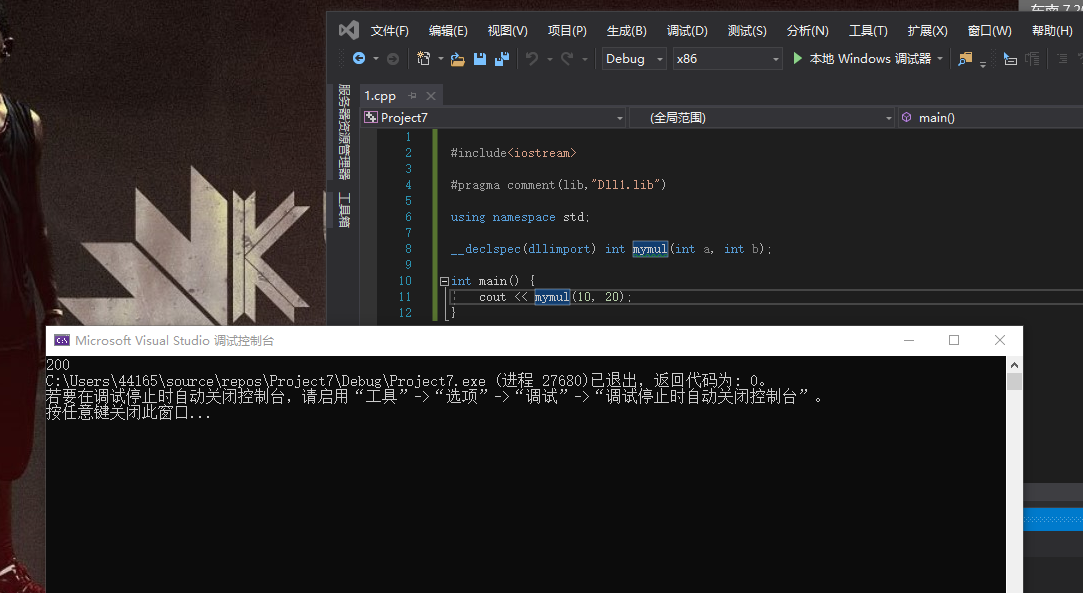 文件(F) 编辑(E) 视图(V) 项目(P) 生成(B) 调试(D) 测试(S) 分析(N) 工具(T) 扩展(X) 窗口(W) 帮助(H)
Debug x86 本地 Windows 调试器
服务器资源管理器
工具箱
1.cpp
Project7 (全局范围) main()
1
2 #include<iostream>
3
4 #pragma comment(lib,"Dll1.lib")
5
6 using namespace std;
7
8 __declspec(dllimport) int mymul(int a, int b);
9
10 int main() {
11 cout << mymul(10, 20);
12 }
Microsoft Visual Studio 调试控制台
200
C:\Users\44165\source\repos\Project7\Debug\Project7.exe (进程 27680)已退出，返回代码为: 0。
若要在调试停止时自动关闭控制台，请启用“工具”->“选项”->“调试”->“调试停止时自动关闭控制台”。
按任意键关闭此窗口...